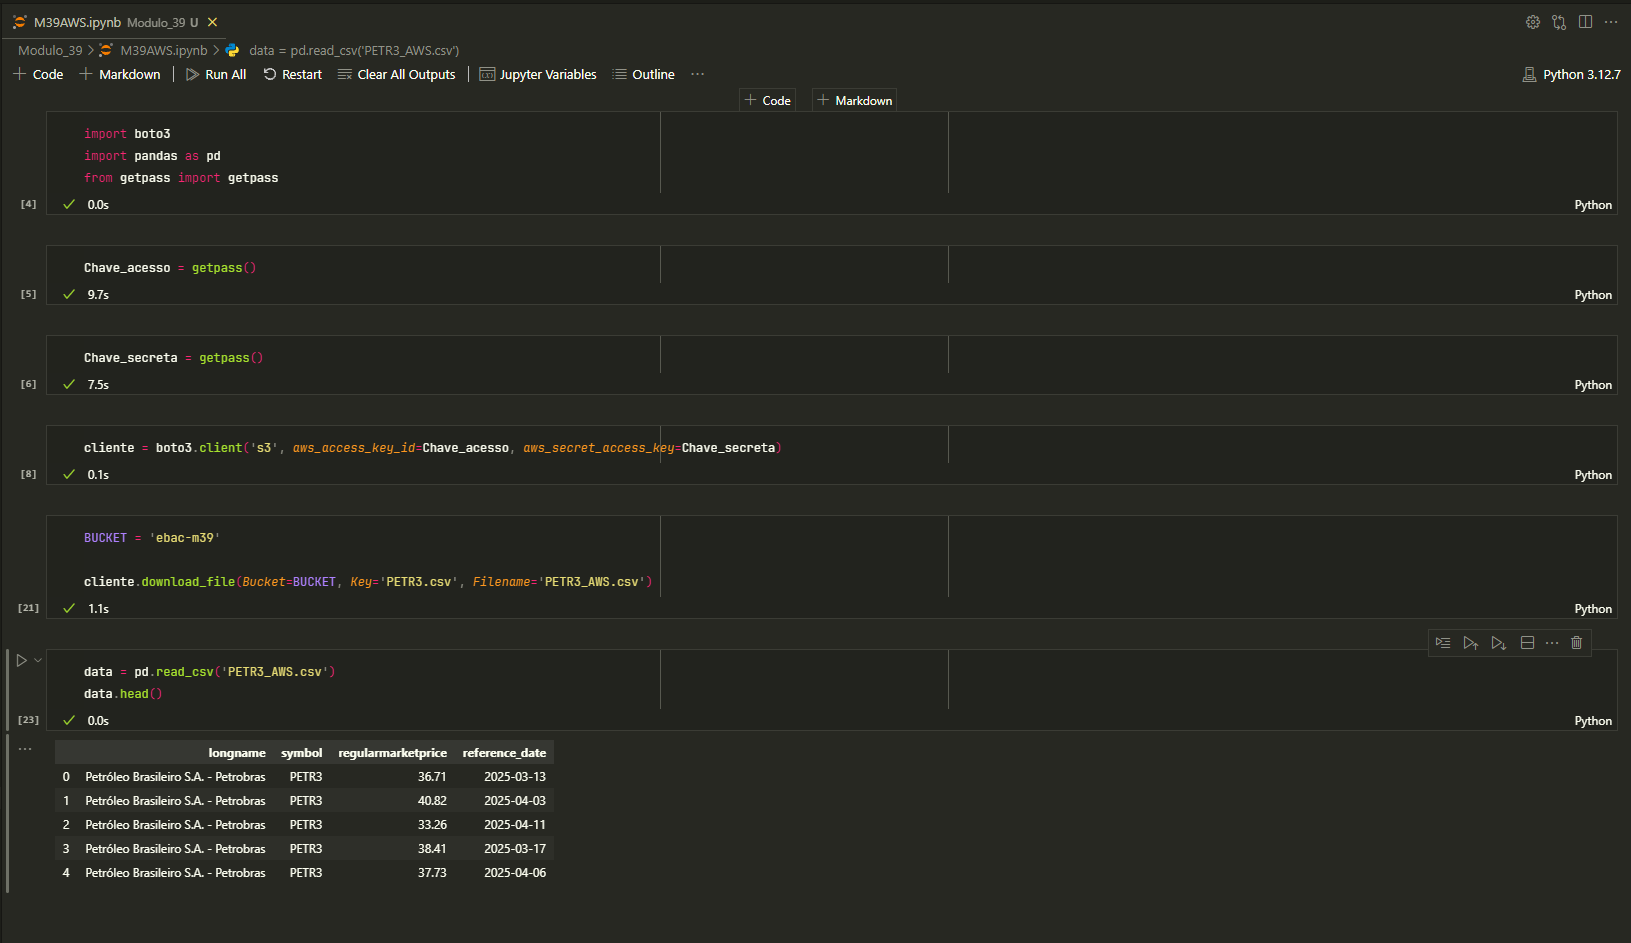 M39AWS.ipynb Modulo_39 U
Modulo_39 > M39AWS.ipynb > data = pd.read_csv('PETR3_AWS.csv')
Code Markdown Run All Restart Clear All Outputs Jupyter Variables Outline ... Python 3.12.7
Code Markdown
import boto3
import pandas as pd
from getpass import getpass
[4] 0.0s Python
Chave_acesso = getpass()
[5] 9.7s Python
Chave_secreta = getpass()
[6] 7.5s Python
cliente = boto3.client('s3', aws_access_key_id=Chave_acesso, aws_secret_access_key=Chave_secreta)
[8] 0.1s Python
BUCKET = 'ebac-m39'
cliente.download_file(Bucket=BUCKET, Key='PETR3.csv', Filename='PETR3_AWS.csv')
[21] 1.1s Python
data = pd.read_csv('PETR3_AWS.csv')
data.head()
[23] 0.0s Python
longname symbol regularmarketprice reference_date
0 Petróleo Brasileiro S.A. - Petrobras PETR3 36.71 2025-03-13
1 Petróleo Brasileiro S.A. - Petrobras PETR3 40.82 2025-04-03
2 Petróleo Brasileiro S.A. - Petrobras PETR3 33.26 2025-04-11
3 Petróleo Brasileiro S.A. - Petrobras PETR3 38.41 2025-03-17
4 Petróleo Brasileiro S.A. - Petrobras PETR3 37.73 2025-04-06